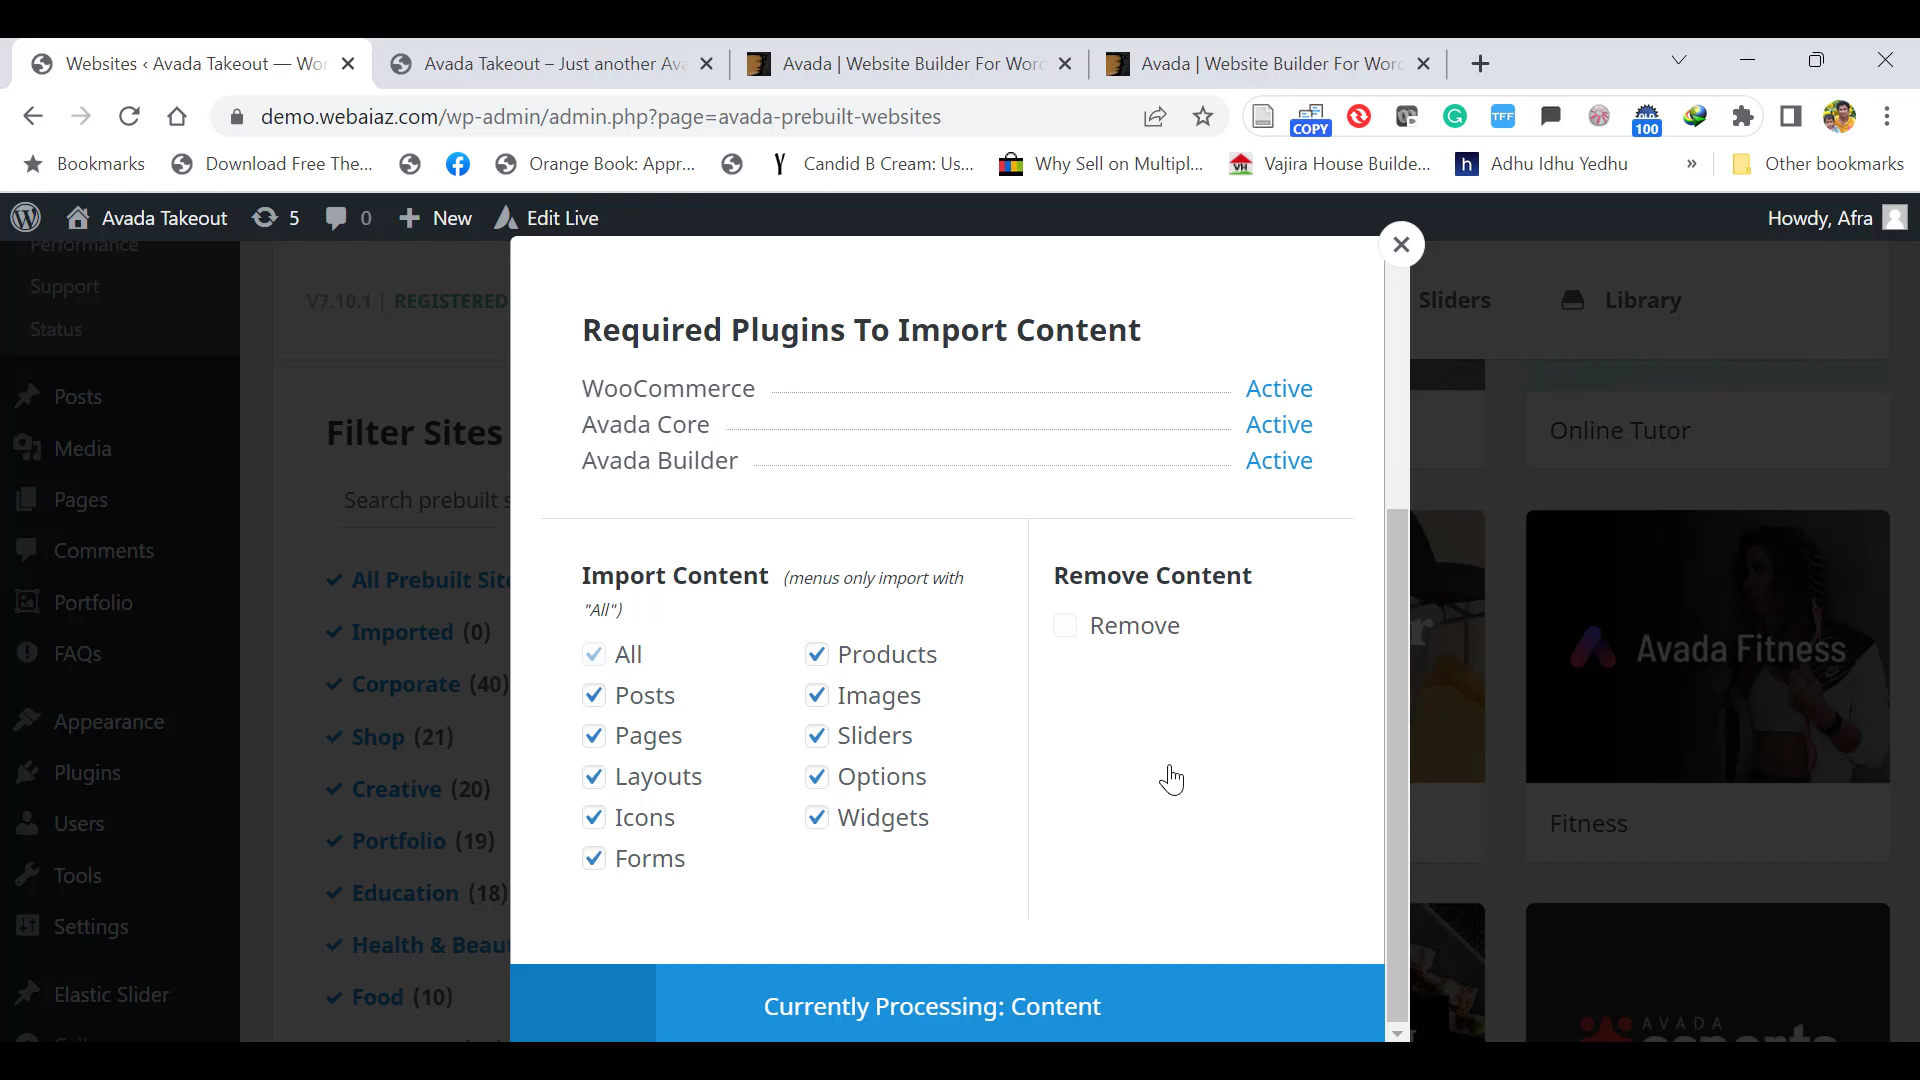 Websites ‹ Avada Takeout — Wor
Avada Takeout – Just another Ava
Avada | Website Builder For Word
Avada | Website Builder For Word
demo.webaiaz.com/wp-admin/admin.php?page=avada-prebuilt-websites
COPY
TFF
100
Bookmarks
Download Free The...
Orange Book: Appr...
Y
Candid B Cream: Us...
Why Sell on Multipl...
VH
Vajira House Builde...
h
Adhu Idhu Yedhu
»
Other bookmarks
Avada Takeout
5
0
New
Edit Live
Howdy, Afra
Performance
Support
Status
Posts
Media
Pages
Comments
Portfolio
FAQs
Appearance
Plugins
Users
Tools
Settings
Elastic Slider
V7.10.1 | REGISTERED
Sliders
Library
Filter Sites
Search prebuilt s
All Prebuilt Site
Imported (0)
Corporate (40)
Shop (21)
Creative (20)
Portfolio (19)
Education (18)
Health & Beau
Food (10)
Required Plugins To Import Content
WooCommerce Active
Avada Core Active
Avada Builder Active
Import Content (menus only import with
"All")
All
Posts
Pages
Layouts
Icons
Forms
Products
Images
Sliders
Options
Widgets
Remove Content
Remove
Currently Processing: Content
Online Tutor
Avada Fitness
Fitness
AVADA
esports